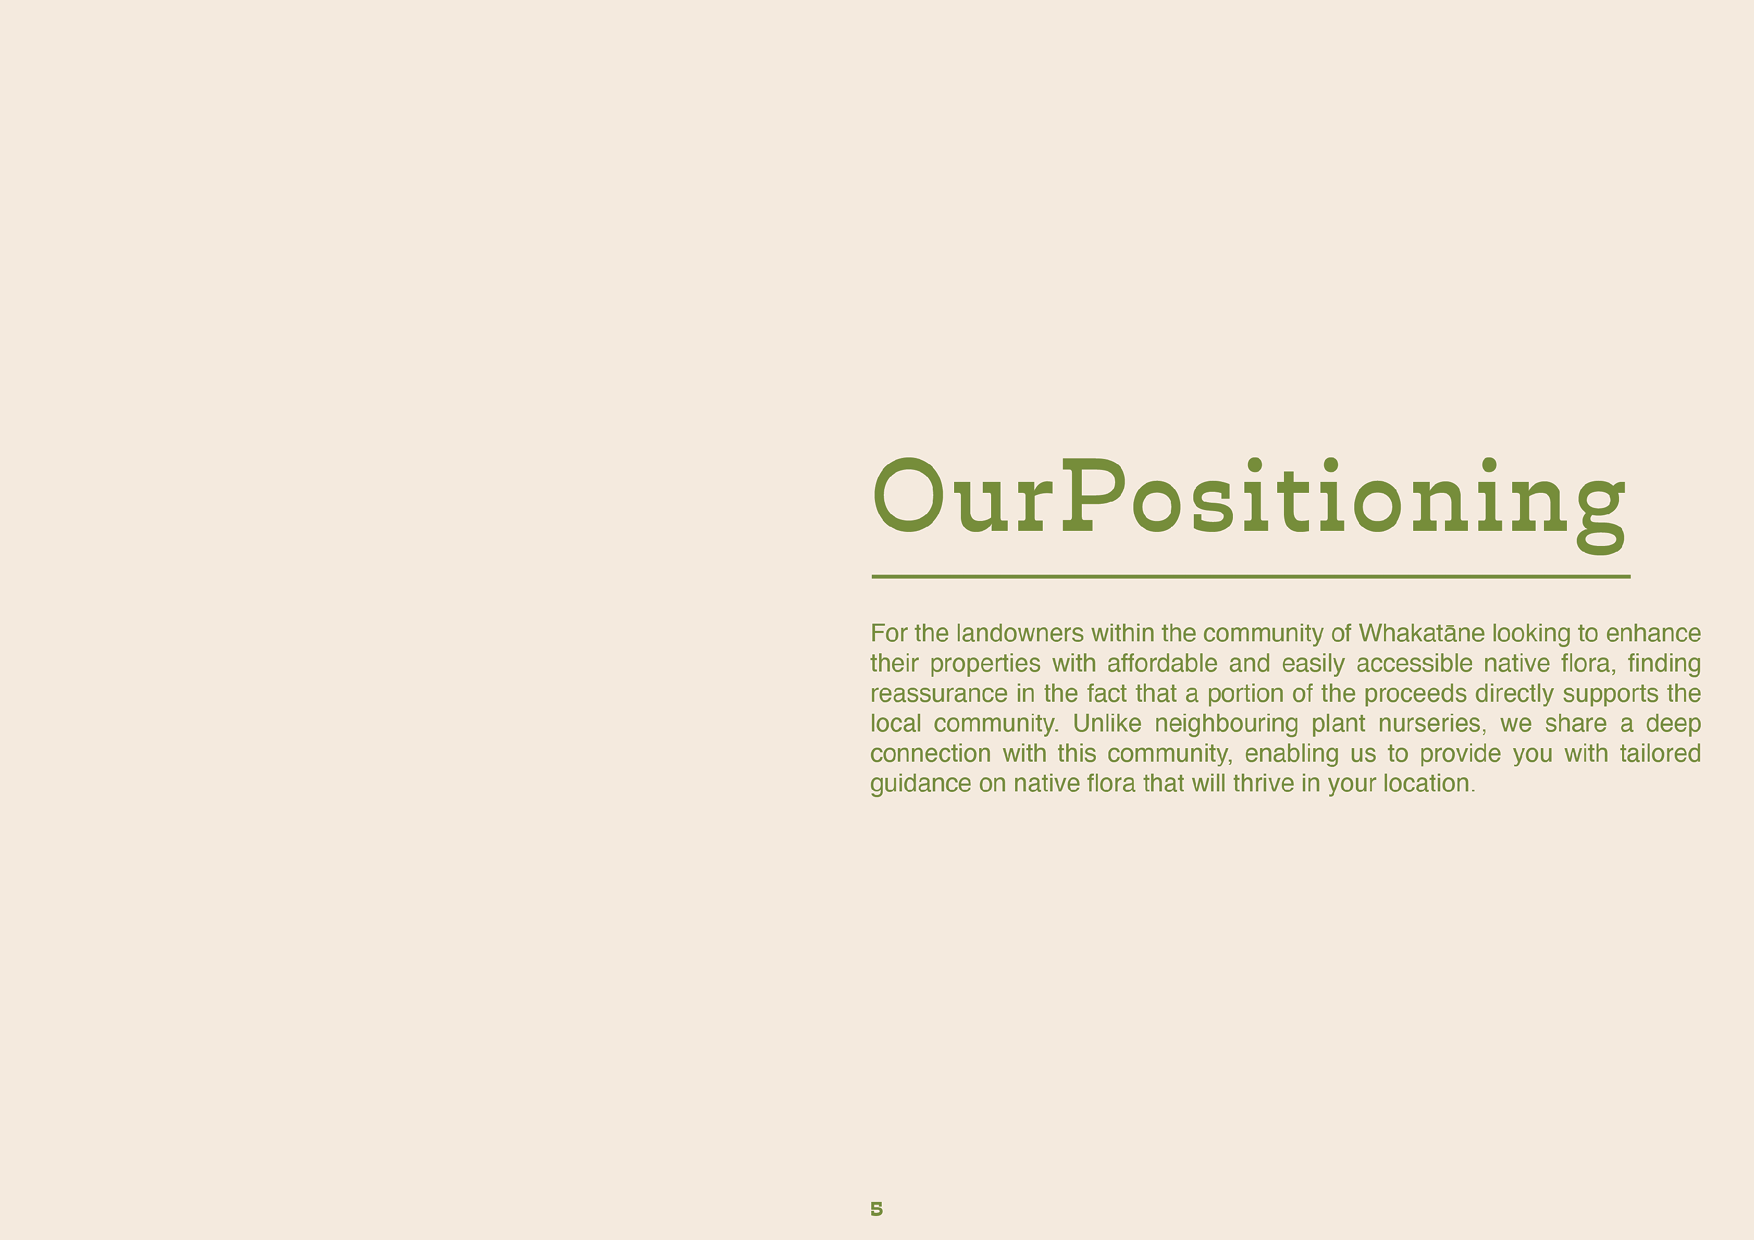 OurPositioning
For the landowners within the community of Whakatāne looking to enhance
their properties with affordable and easily accessible native flora, finding
reassurance in the fact that a portion of the proceeds directly supports the
local community. Unlike neighbouring plant nurseries, we share a deep
connection with this community, enabling us to provide you with tailored
guidance on native flora that will thrive in your location.
5